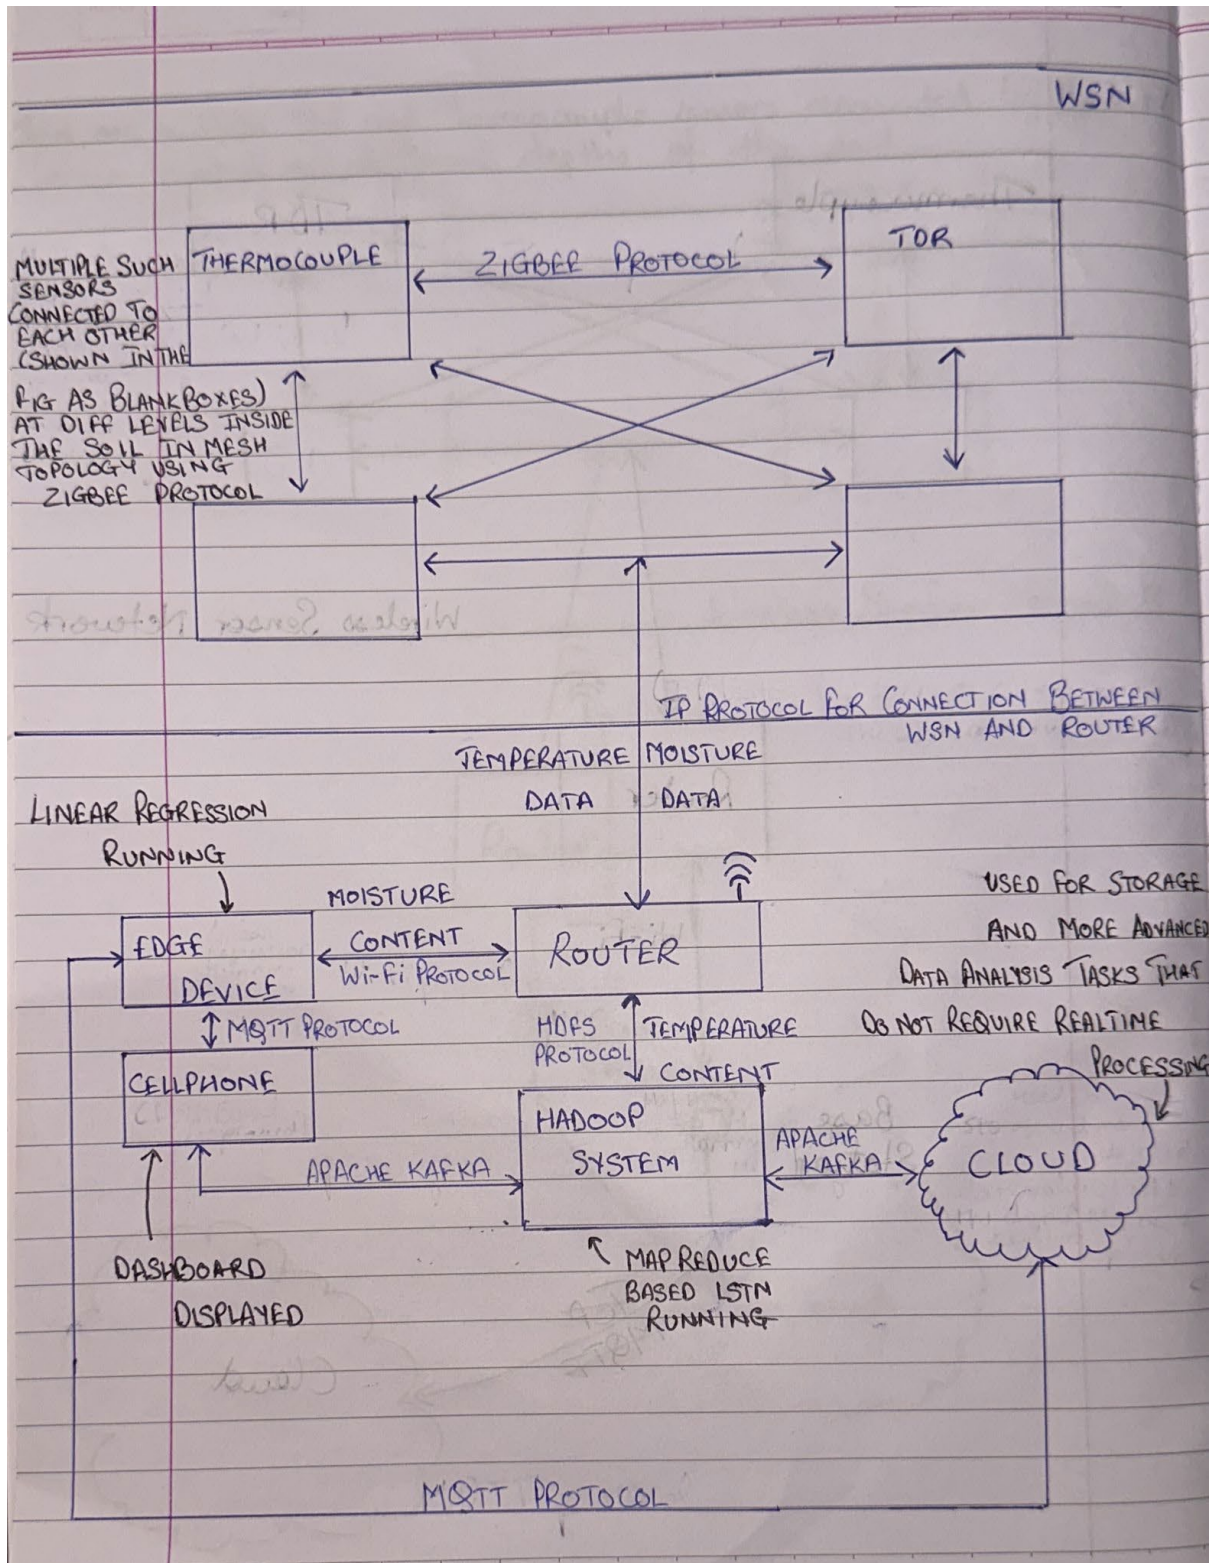 WSN
THERMOCOUPLE
ZIGBEE PROTOCOL
TDR
MULTIPLE SUCH
SENSORS
CONNECTED TO
EACH OTHER
(SHOWN IN THE
FIG AS BLANK BOXES)
AT DIFF LEVELS INSIDE
THE SOIL IN MESH
TOPOLOGY USING
ZIGBEE PROTOCOL
IP PROTOCOL FOR CONNECTION BETWEEN
WSN AND ROUTER
TEMPERATURE
DATA
MOISTURE
DATA
LINEAR REGRESSION
RUNNING
EDGE
DEVICE
MOISTURE
CONTENT
Wi-Fi PROTOCOL
ROUTER
USED FOR STORAGE
AND MORE ADVANCED
DATA ANALYSIS TASKS THAT
DO NOT REQUIRE REALTIME
PROCESSING
MQTT PROTOCOL
HDFS
PROTOCOL
TEMPERATURE
CONTENT
CELLPHONE
HADOOP
SYSTEM
APACHE KAFKA
APACHE
KAFKA
CLOUD
DASHBOARD
DISPLAYED
MAP REDUCE
BASED LSTM
RUNNING
MQTT PROTOCOL